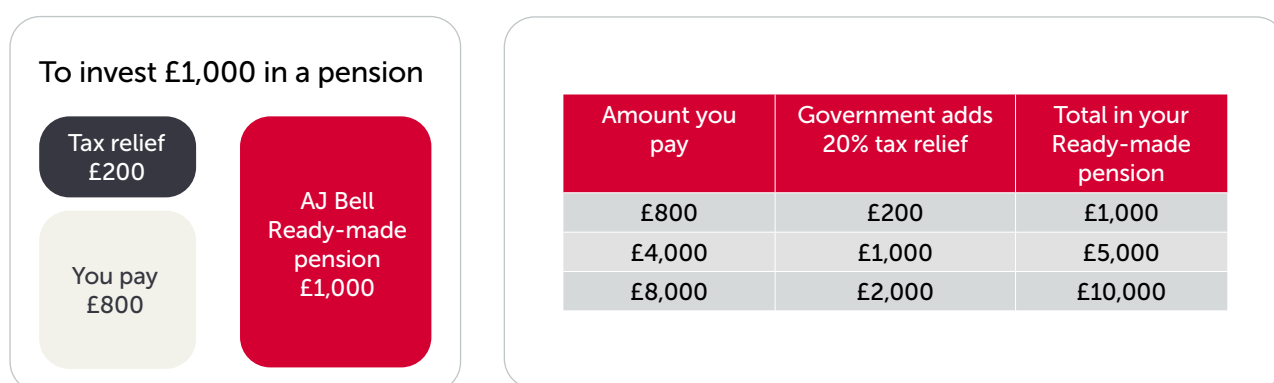 To invest £1,000 in a pension
Tax relief
£200
You pay
£800
AJ Bell
Ready-made
pension
£1,000
Amount you
pay
Government adds
20% tax relief
Total in your
Ready-made
pension
£800
£200
£1,000
£4,000
£1,000
£5,000
£8,000
£2,000
£10,000